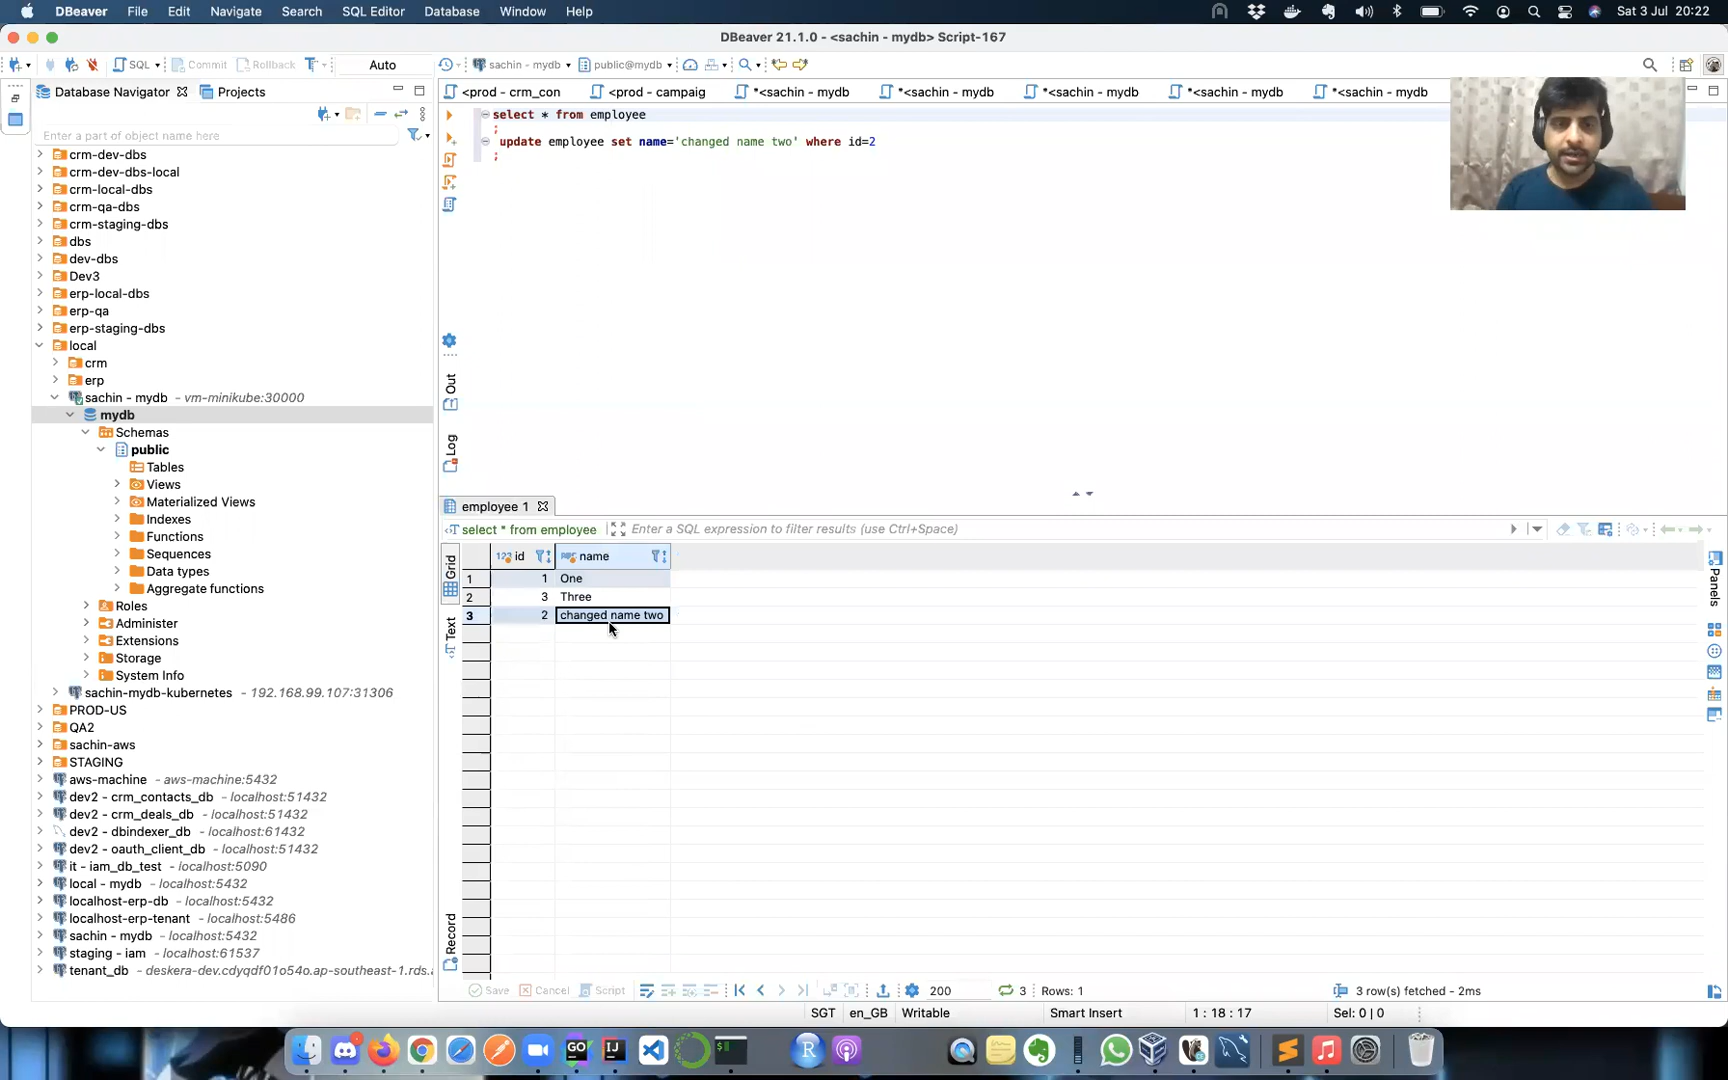 DBeaver File Edit Navigate Search SQL Editor Database Window Help
Sat 3 Jul 20:22
DBeaver 21.1.0 - <sachin - mydb> Script-167
SQL Commit Rollback T Auto sachin - mydb public@mydb
Database Navigator Projects
<prod - crm_con <prod - campaig *<sachin - mydb *<sachin - mydb *<sachin - mydb *<sachin - mydb *<sachin - mydb
Enter a part of object name here
select * from employee
;
update employee set name='changed name two' where id=2
;
crm-dev-dbs
crm-dev-dbs-local
crm-local-dbs
crm-qa-dbs
crm-staging-dbs
dbs
dev-dbs
Dev3
erp-local-dbs
erp-qa
erp-staging-dbs
local
crm
erp
sachin - mydb - vm-minikube:30000
mydb
Schemas
public
Tables
Views
Materialized Views
Indexes
Functions
Sequences
Data types
Aggregate functions
Roles
Administer
Extensions
Storage
System Info
sachin-mydb-kubernetes - 192.168.99.107:31306
PROD-US
QA2
sachin-aws
STAGING
aws-machine - aws-machine:5432
dev2 - crm_contacts_db - localhost:51432
dev2 - crm_deals_db - localhost:51432
dev2 - dbindexer_db - localhost:61432
dev2 - oauth_client_db - localhost:51432
it - iam_db_test - localhost:5090
local - mydb - localhost:5432
localhost-erp-db - localhost:5432
localhost-erp-tenant - localhost:5486
sachin - mydb - localhost:5432
staging - iam - localhost:61537
tenant_db - deskera-dev.cdyqdf01o54o.ap-southeast-1.rds.
Out
Log
employee 1
select * from employee Enter a SQL expression to filter results (use Ctrl+Space)
Grid
Text
Record
Panels
123 id ABC name
1 1 One
2 3 Three
3 2 changed name two
Save Cancel Script 200 3 Rows: 1 3 row(s) fetched - 2ms
SGT en_GB Writable Smart Insert 1 : 18 : 17 Sel: 0 | 0
GO
IJ
$
R